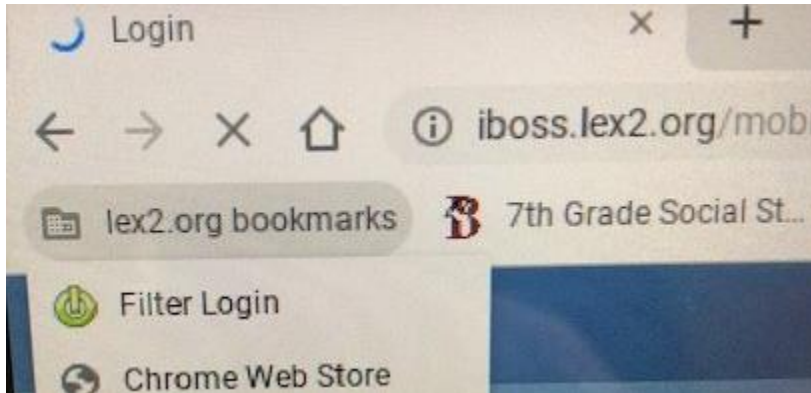 Login
iboss.lex2.org/mob
lex2.org bookmarks 7th Grade Social St...
Filter Login
Chrome Web Store